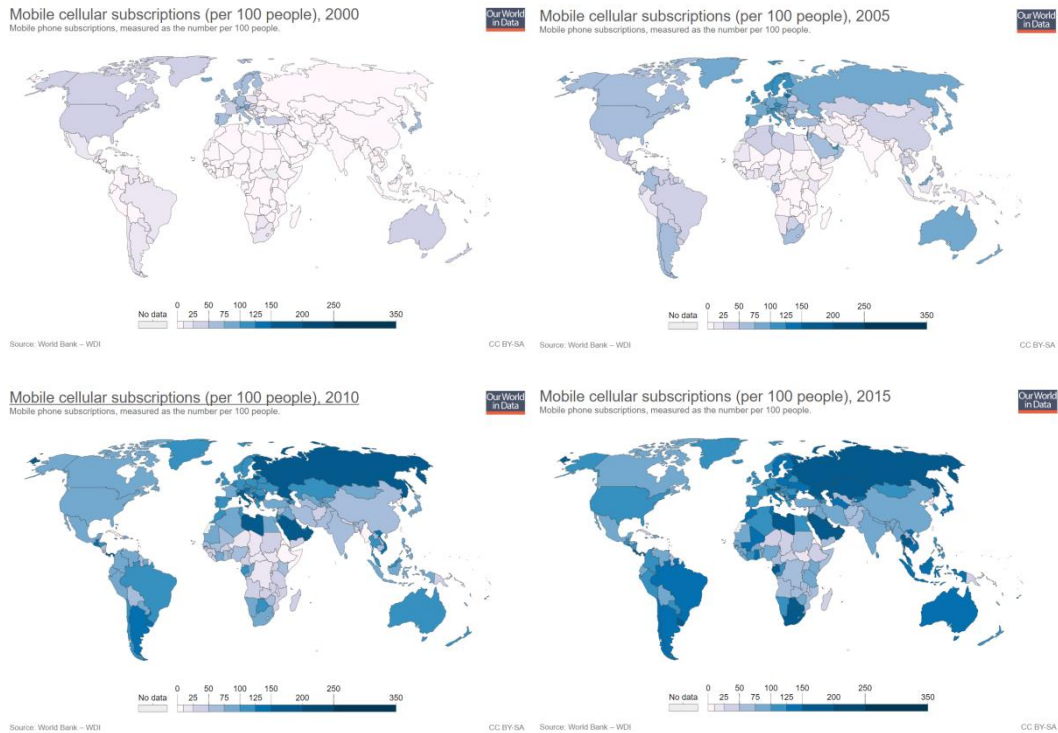 Mobile cellular subscriptions (per 100 people), 2000
Mobile phone subscriptions, measured as the number per 100 people.
Our World
in Data
No data
0 50 100 150 250
25 75 125 200 350
Source: World Bank – WDI
CC BY-SA
Mobile cellular subscriptions (per 100 people), 2005
Mobile phone subscriptions, measured as the number per 100 people.
Our World
in Data
No data
0 50 100 150 250
25 75 125 200 350
Source: World Bank – WDI
CC BY-SA
Mobile cellular subscriptions (per 100 people), 2010
Mobile phone subscriptions, measured as the number per 100 people.
Our World
in Data
No data
0 50 100 150 250
25 75 125 200 350
Source: World Bank – WDI
CC BY-SA
Mobile cellular subscriptions (per 100 people), 2015
Mobile phone subscriptions, measured as the number per 100 people.
Our World
in Data
No data
0 50 100 150 250
25 75 125 200 350
Source: World Bank – WDI
CC BY-SA